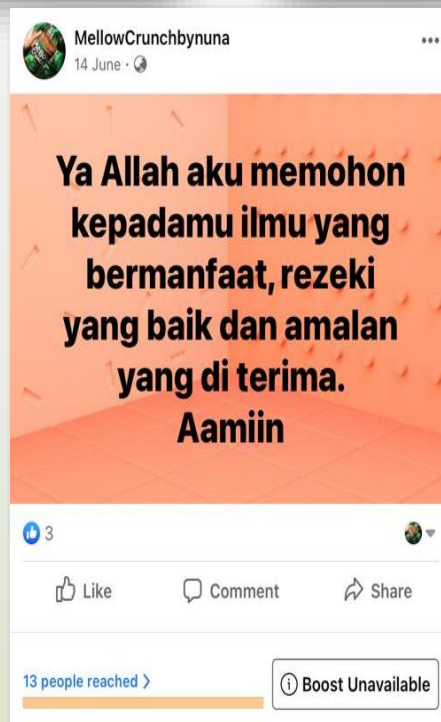 MellowCrunchbynuna
14 June
Ya Allah aku memohon
kepadamu ilmu yang
bermanfaat, rezeki
yang baik dan amalan
yang di terima.
Aamiin
3
Like Comment Share
13 people reached Boost Unavailable